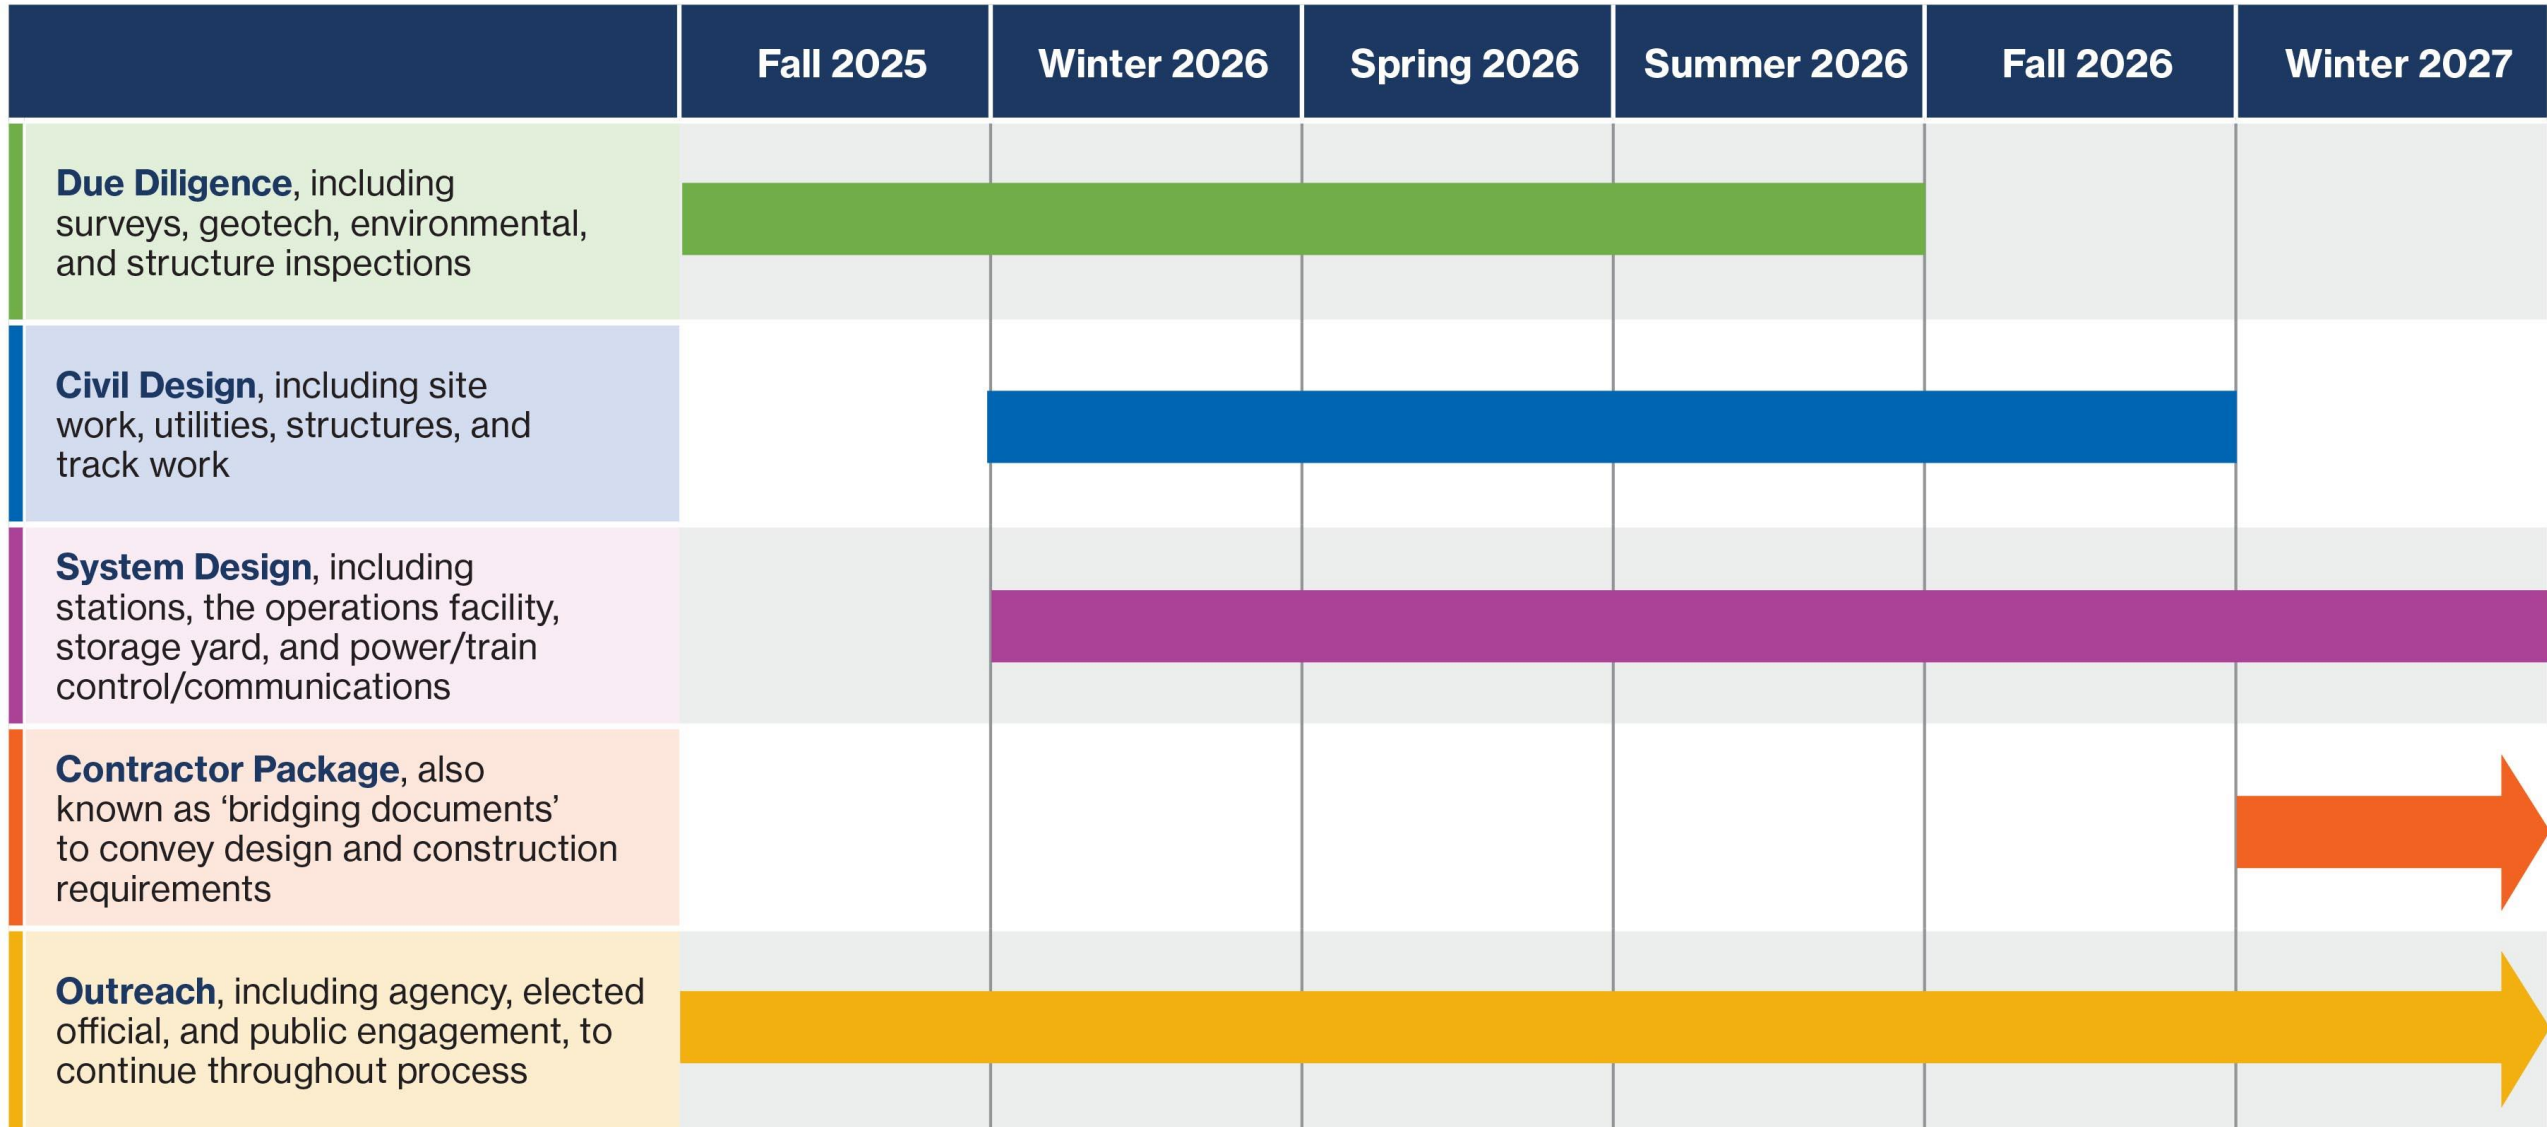 Fall 2025 Winter 2026 Spring 2026 Summer 2026 Fall 2026 Winter 2027
Due Diligence, including
surveys, geotech, environmental,
and structure inspections
Civil Design, including site
work, utilities, structures, and
track work
System Design, including
stations, the operations facility,
storage yard, and power/train
control/communications
Contractor Package, also
known as ‘bridging documents’
to convey design and construction
requirements
Outreach, including agency, elected
official, and public engagement, to
continue throughout process